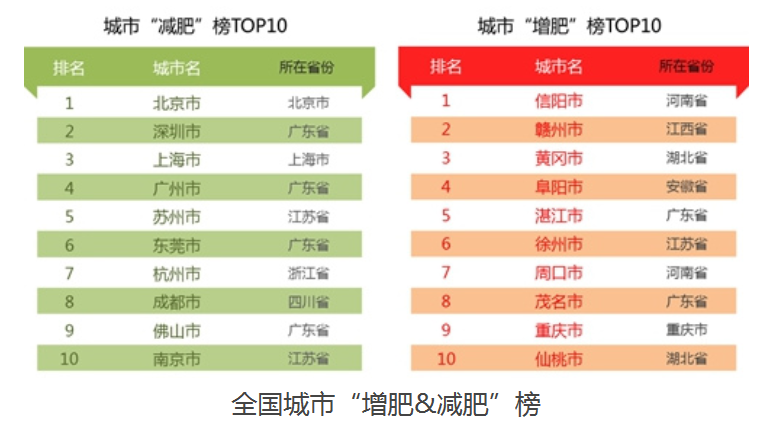 城市“减肥”榜TOP10
排名 城市名 所在省份
1 北京市 北京市
2 深圳市 广东省
3 上海市 上海市
4 广州市 广东省
5 苏州市 江苏省
6 东莞市 广东省
7 杭州市 浙江省
8 成都市 四川省
9 佛山市 广东省
10 南京市 江苏省
城市“增肥”榜TOP10
排名 城市名 所在省份
1 信阳市 河南省
2 赣州市 江西省
3 黄冈市 湖北省
4 阜阳市 安徽省
5 湛江市 广东省
6 徐州市 江苏省
7 周口市 河南省
8 茂名市 广东省
9 重庆市 重庆市
10 仙桃市 湖北省
全国城市“增肥&减肥”榜